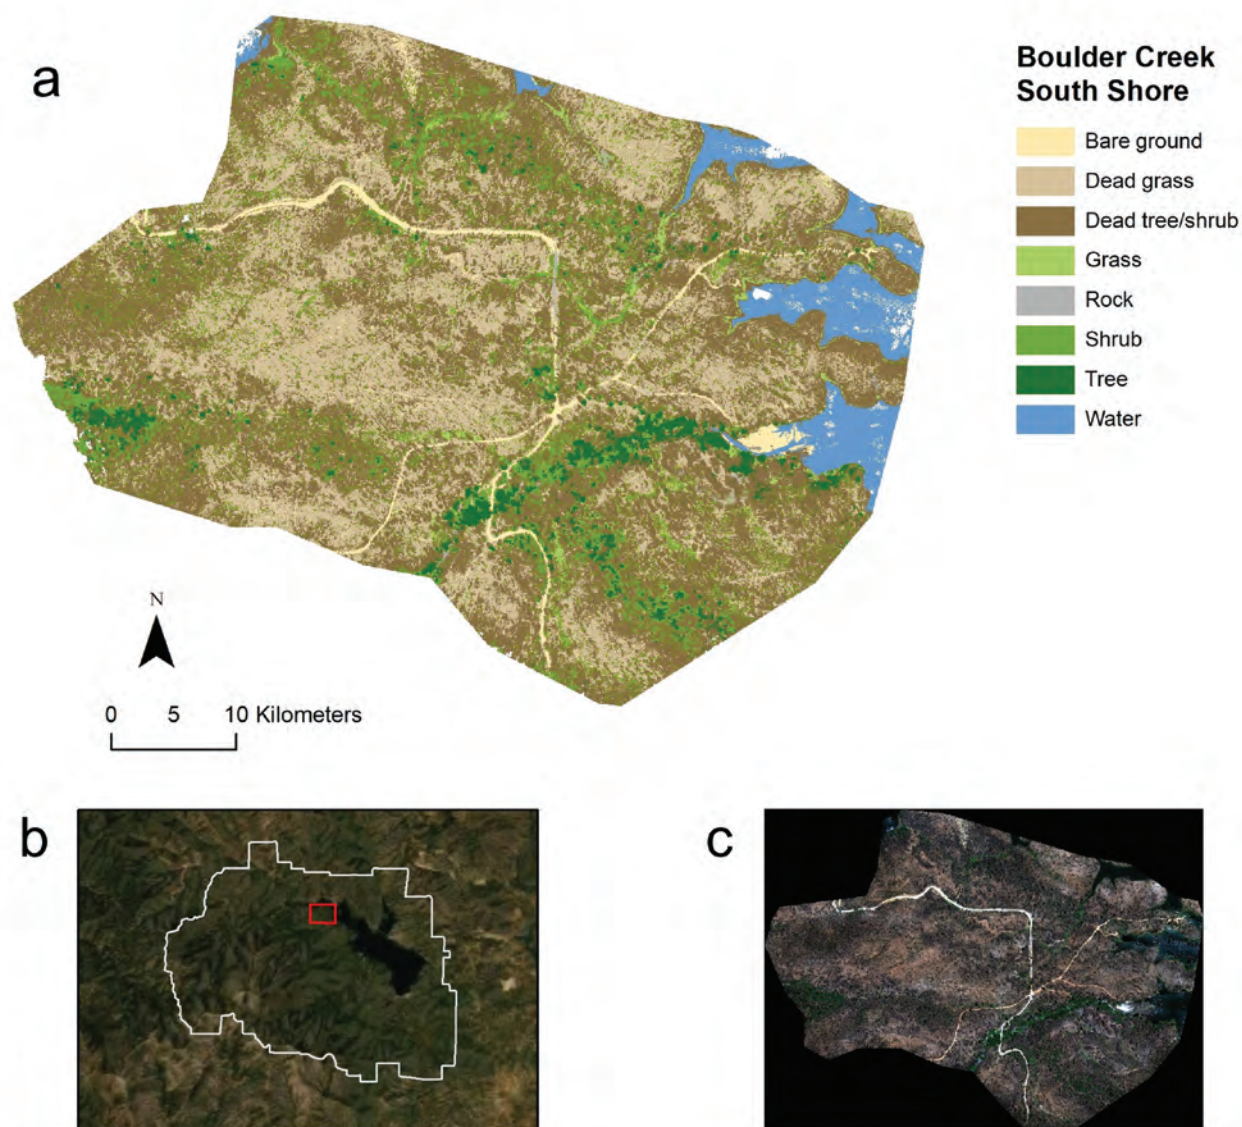 a
Boulder Creek
South Shore
Bare ground
Dead grass
Dead tree/shrub
Grass
Rock
Shrub
Tree
Water
N
0 5 10 Kilometers
b
c